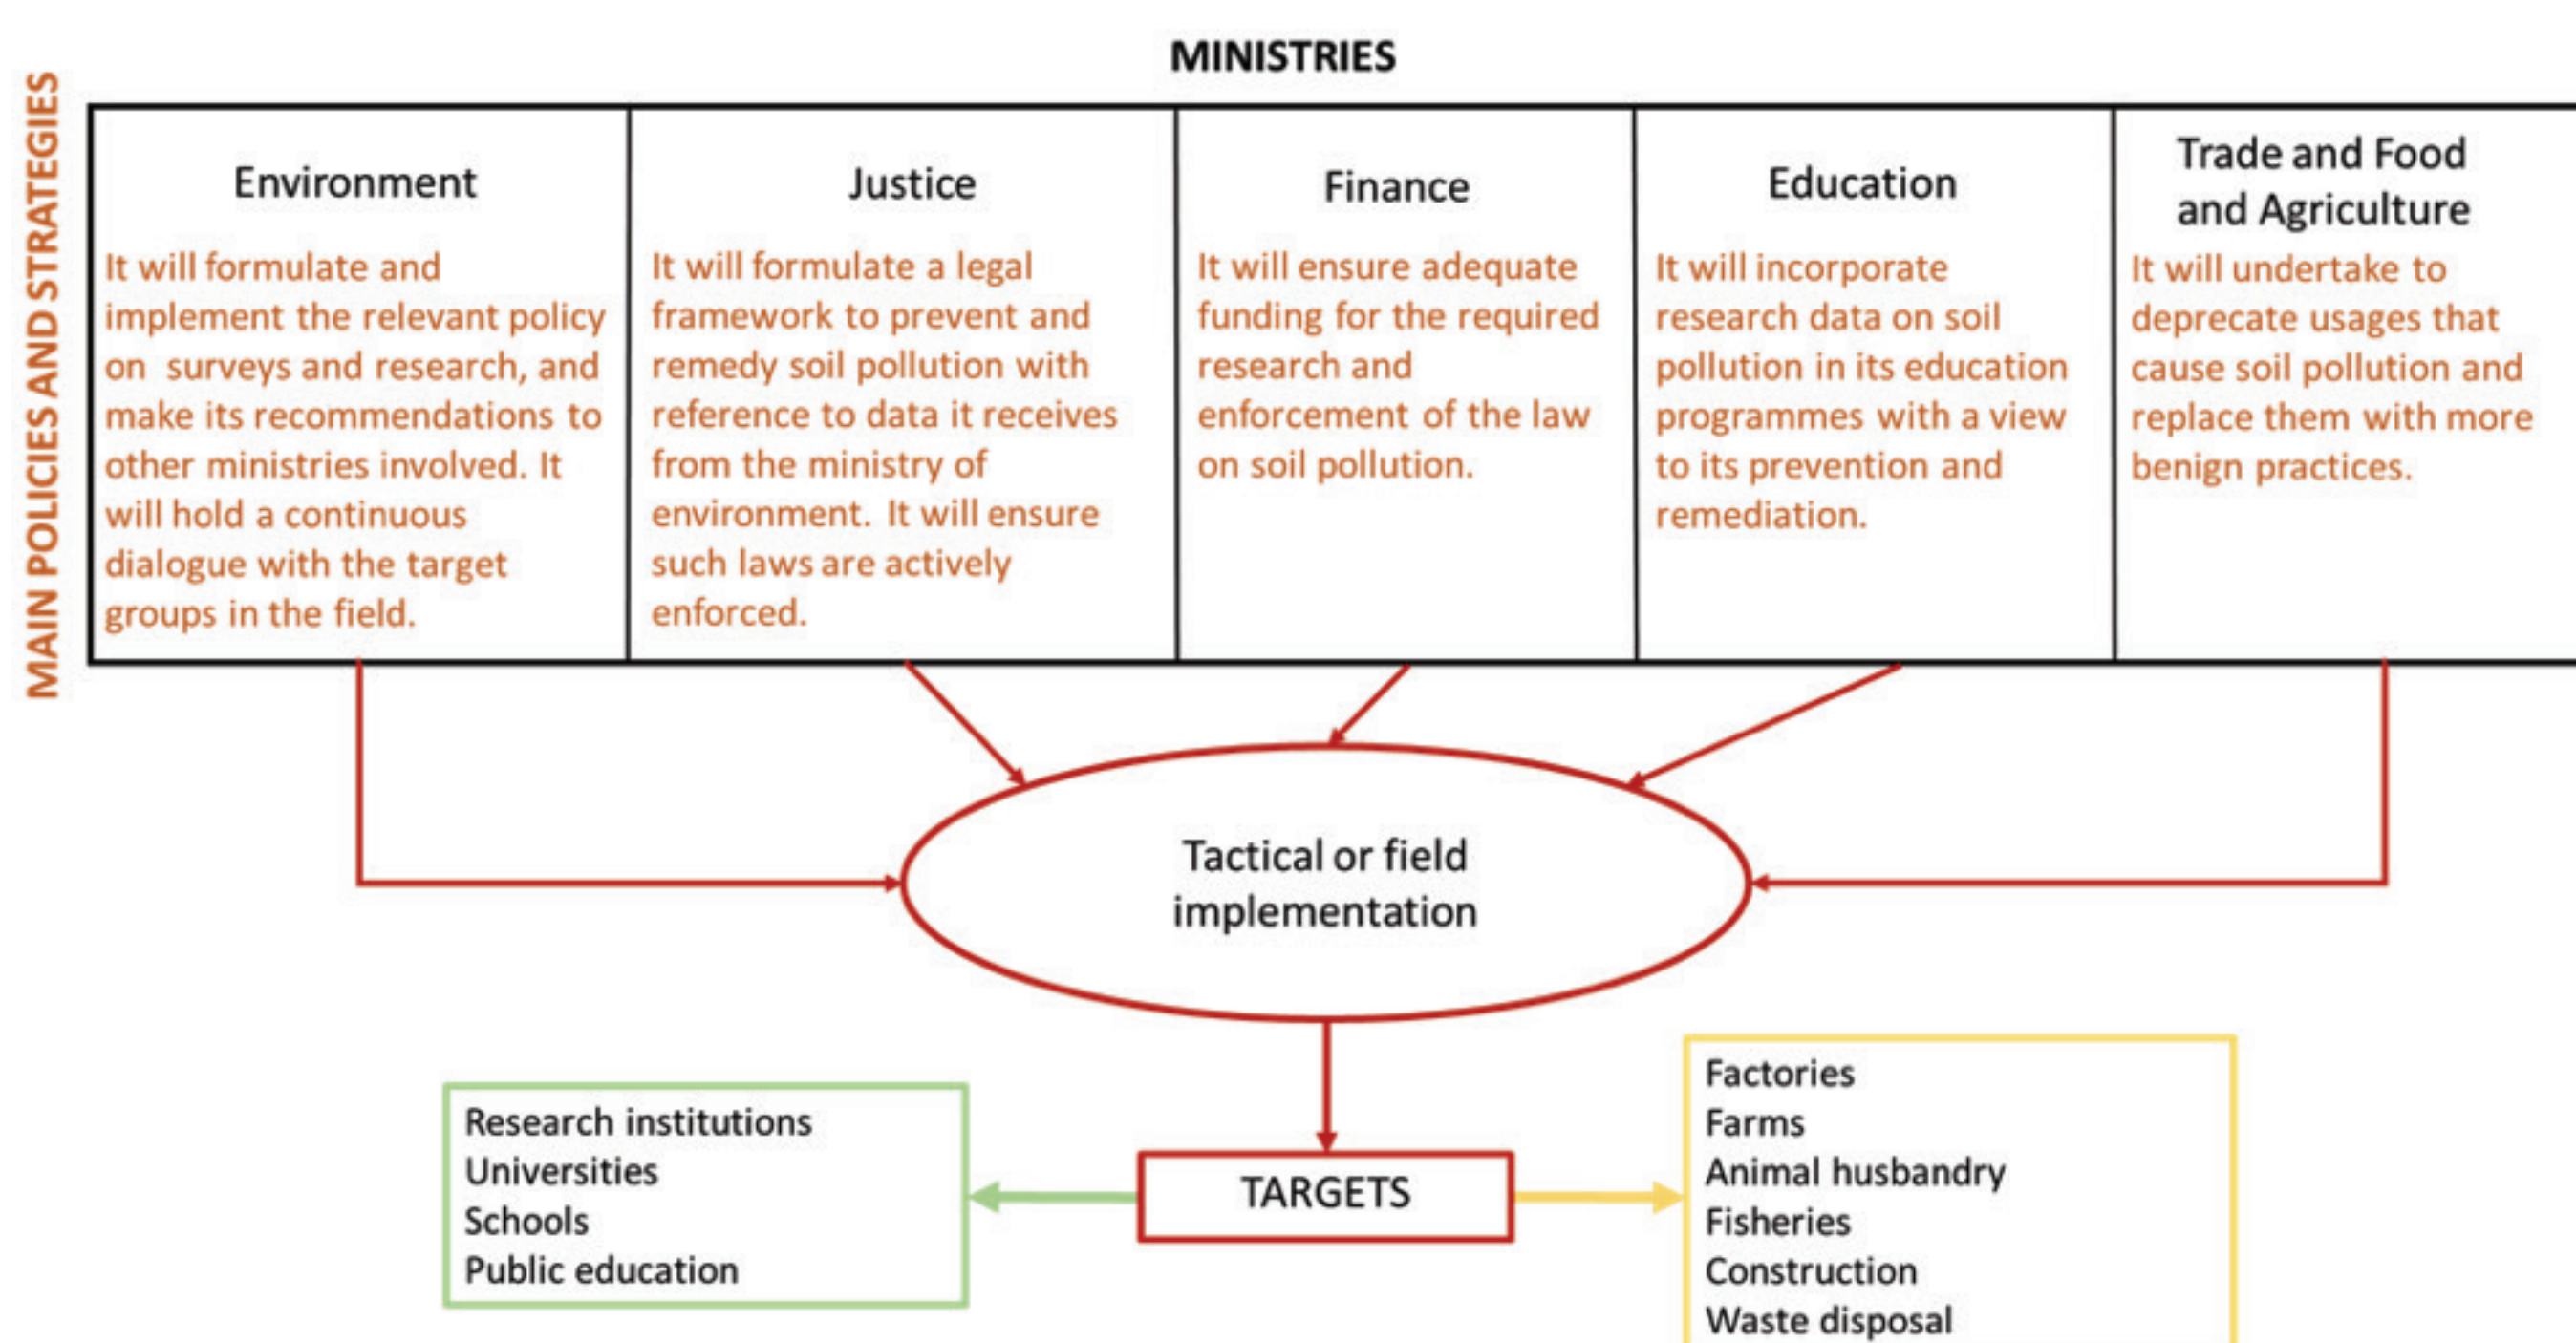 MINISTRIES
MAIN POLICIES AND STRATEGIES
Environment
It will formulate and
implement the relevant policy
on surveys and research, and
make its recommendations to
other ministries involved. It
will hold a continuous
dialogue with the target
groups in the field.
Justice
It will formulate a legal
framework to prevent and
remedy soil pollution with
reference to data it receives
from the ministry of
environment. It will ensure
such laws are actively
enforced.
Finance
It will ensure adequate
funding for the required
research and
enforcement of the law
on soil pollution.
Education
It will incorporate
research data on soil
pollution in its education
programmes with a view
to its prevention and
remediation.
Trade and Food
and Agriculture
It will undertake to
deprecate usages that
cause soil pollution and
replace them with more
benign practices.
Tactical or field
implementation
TARGETS
Research institutions
Universities
Schools
Public education
Factories
Farms
Animal husbandry
Fisheries
Construction
Waste disposal